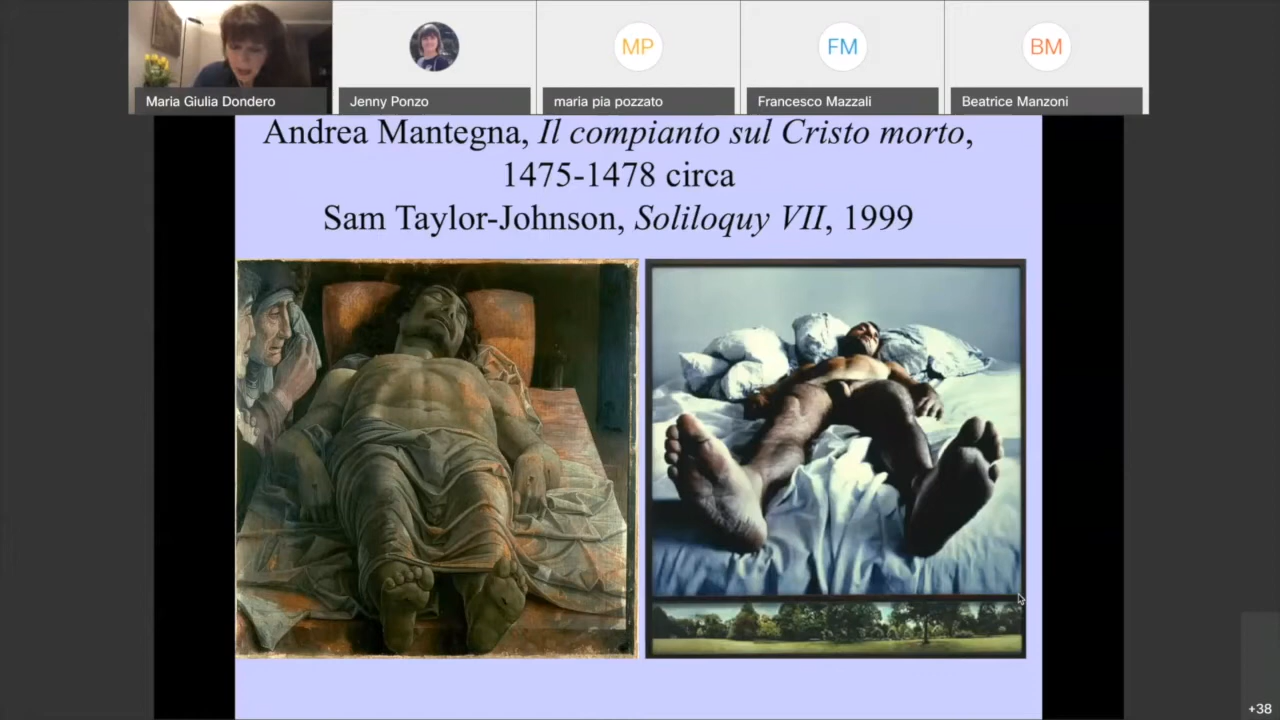 MP
FM
BM
Maria Giulia Dondero
Jenny Ponzo
maria pia pozzato
Francesco Mazzali
Beatrice Manzoni
Andrea Mantegna, Il compianto sul Cristo morto,
1475-1478 circa
Sam Taylor-Johnson, Soliloquy VII, 1999
+38